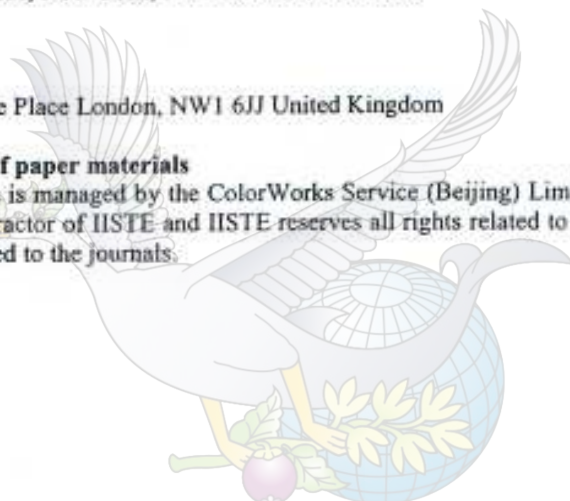 e Place London, NW1 6JJ United Kingdom
f paper materials
is managed by the ColorWorks Service (Beijing) Lim
ractor of IISTE and IISTE reserves all rights related to
ed to the journals.